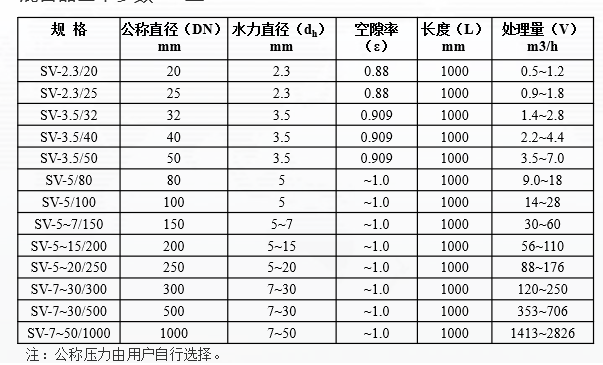 规 格 公称直径（DN） mm 水力直径（dh） mm 空隙率 （ε） 长度（L） mm 处理量（V） m3/h
SV-2.3/20 20 2.3 0.88 1000 0.5~1.2
SV-2.3/25 25 2.3 0.88 1000 0.9~1.8
SV-3.5/32 32 3.5 0.909 1000 1.4~2.8
SV-3.5/40 40 3.5 0.909 1000 2.2~4.4
SV-3.5/50 50 3.5 0.909 1000 3.5~7.0
SV-5/80 80 5 ~1.0 1000 9.0~18
SV-5/100 100 5 ~1.0 1000 14~28
SV-5~7/150 150 5~7 ~1.0 1000 30~60
SV-5~15/200 200 5~15 ~1.0 1000 56~110
SV-5~20/250 250 5~20 ~1.0 1000 88~176
SV-7~30/300 300 7~30 ~1.0 1000 120~250
SV-7~30/500 500 7~30 ~1.0 1000 353~706
SV-7~50/1000 1000 7~50 ~1.0 1000 1413~2826
注：公称压力由用户自行选择。